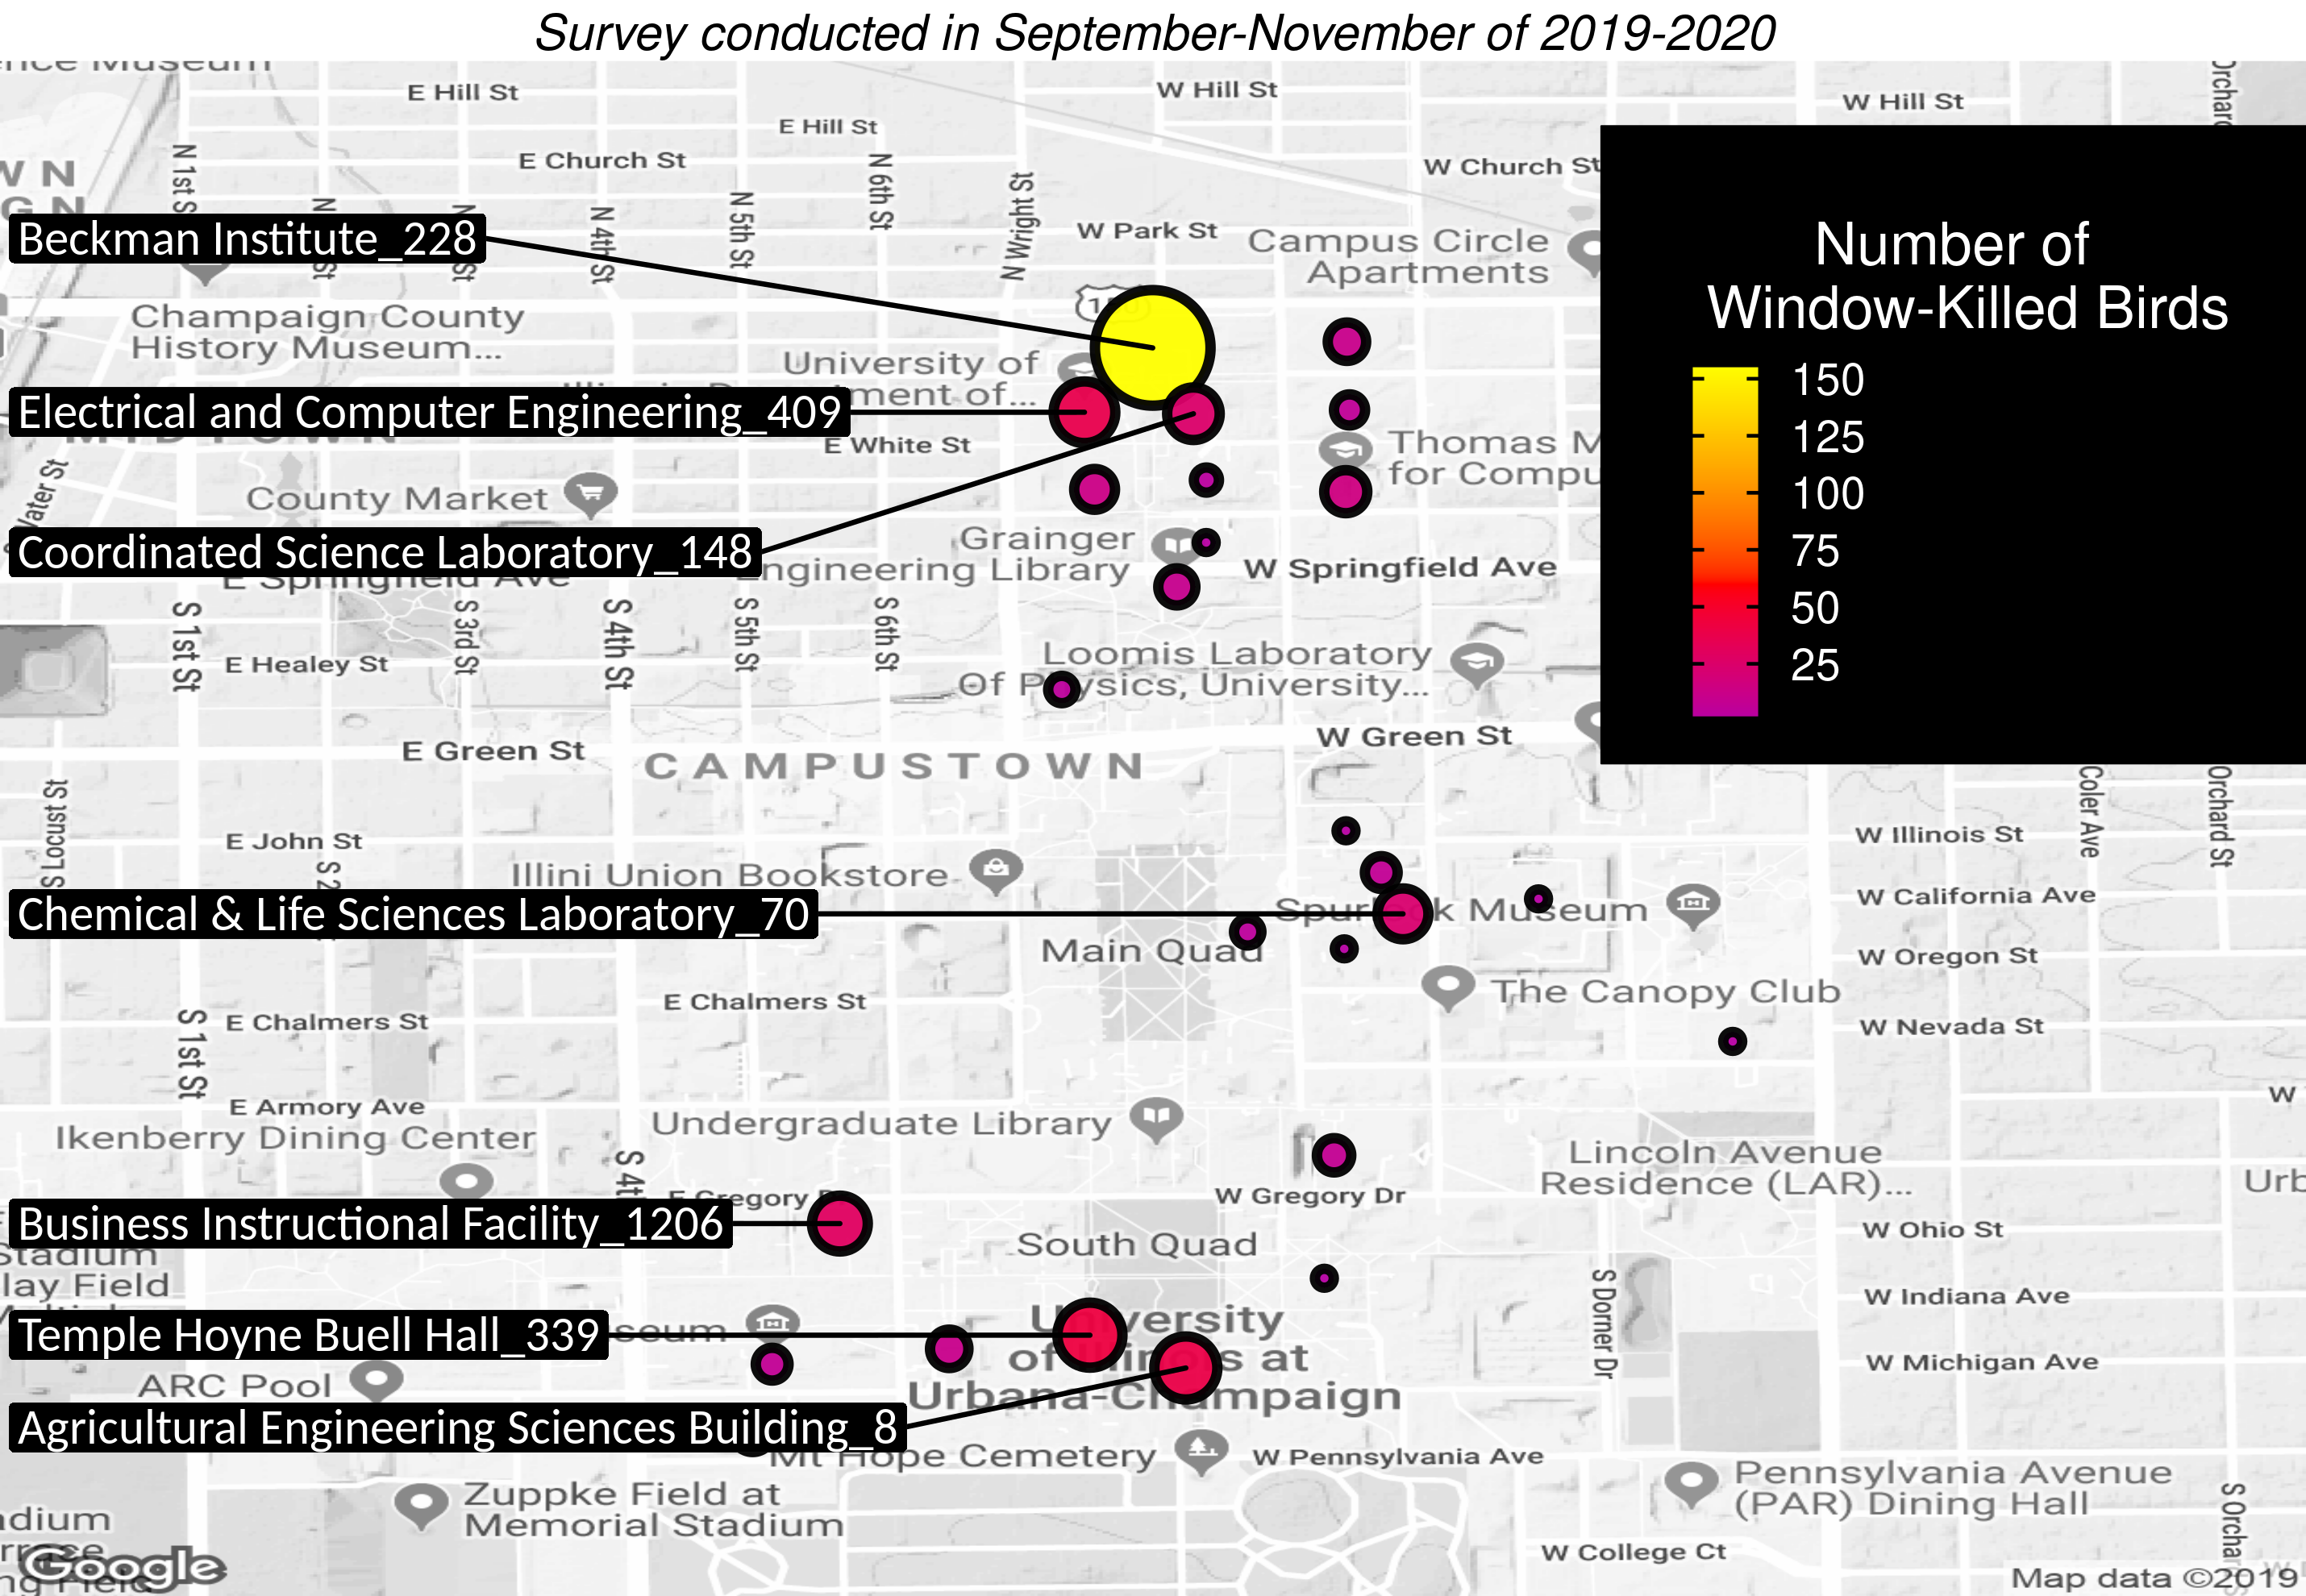 Survey conducted in September-November of 2019-2020
E Hill St
W Hill St
W Hill St
E Hill St
E Church St
W Church St
N 1st S
N 4th St
N 5th St
N 6th St
N Wright St
W Park St
Campus Circle
Apartments
Number of
Window-Killed Birds
150
125
100
75
50
25
Beckman Institute_228
Champaign County
History Museum...
University of
ment of...
Electrical and Computer Engineering_409
E White St
Thomas M
for Compu
County Market
Coordinated Science Laboratory_148
Grainger
Engineering Library
W Springfield Ave
E Springfield Ave
S 1st St
S 3rd St
S 4th St
S 5th St
S 6th St
E Healey St
Loomis Laboratory
Of Physics, University...
E Green St
W Green St
CAMPUSTOWN
S Locust St
E John St
S 2
Coler Ave
Orchard St
W Illinois St
Illini Union Bookstore
W California Ave
Chemical & Life Sciences Laboratory_70
Spurlock Museum
Main Quad
W Oregon St
The Canopy Club
E Chalmers St
E Chalmers St
W Nevada St
S 1st St
E Armory Ave
Undergraduate Library
Ikenberry Dining Center
Lincoln Avenue
Residence (LAR)...
Urb
S 4t
E Gregory D
W Gregory Dr
Business Instructional Facility_1206
W Ohio St
Stadium
lay Field
South Quad
S Dorner Dr
W Indiana Ave
Temple Hoyne Buell Hall_339
seum
University
of Illinois at
Urbana-Champaign
W Michigan Ave
ARC Pool
Agricultural Engineering Sciences Building_8
Mt Hope Cemetery
W Pennsylvania Ave
Pennsylvania Avenue
(PAR) Dining Hall
Zuppke Field at
Memorial Stadium
S Orchar
W College Ct
Google
Map data ©2019